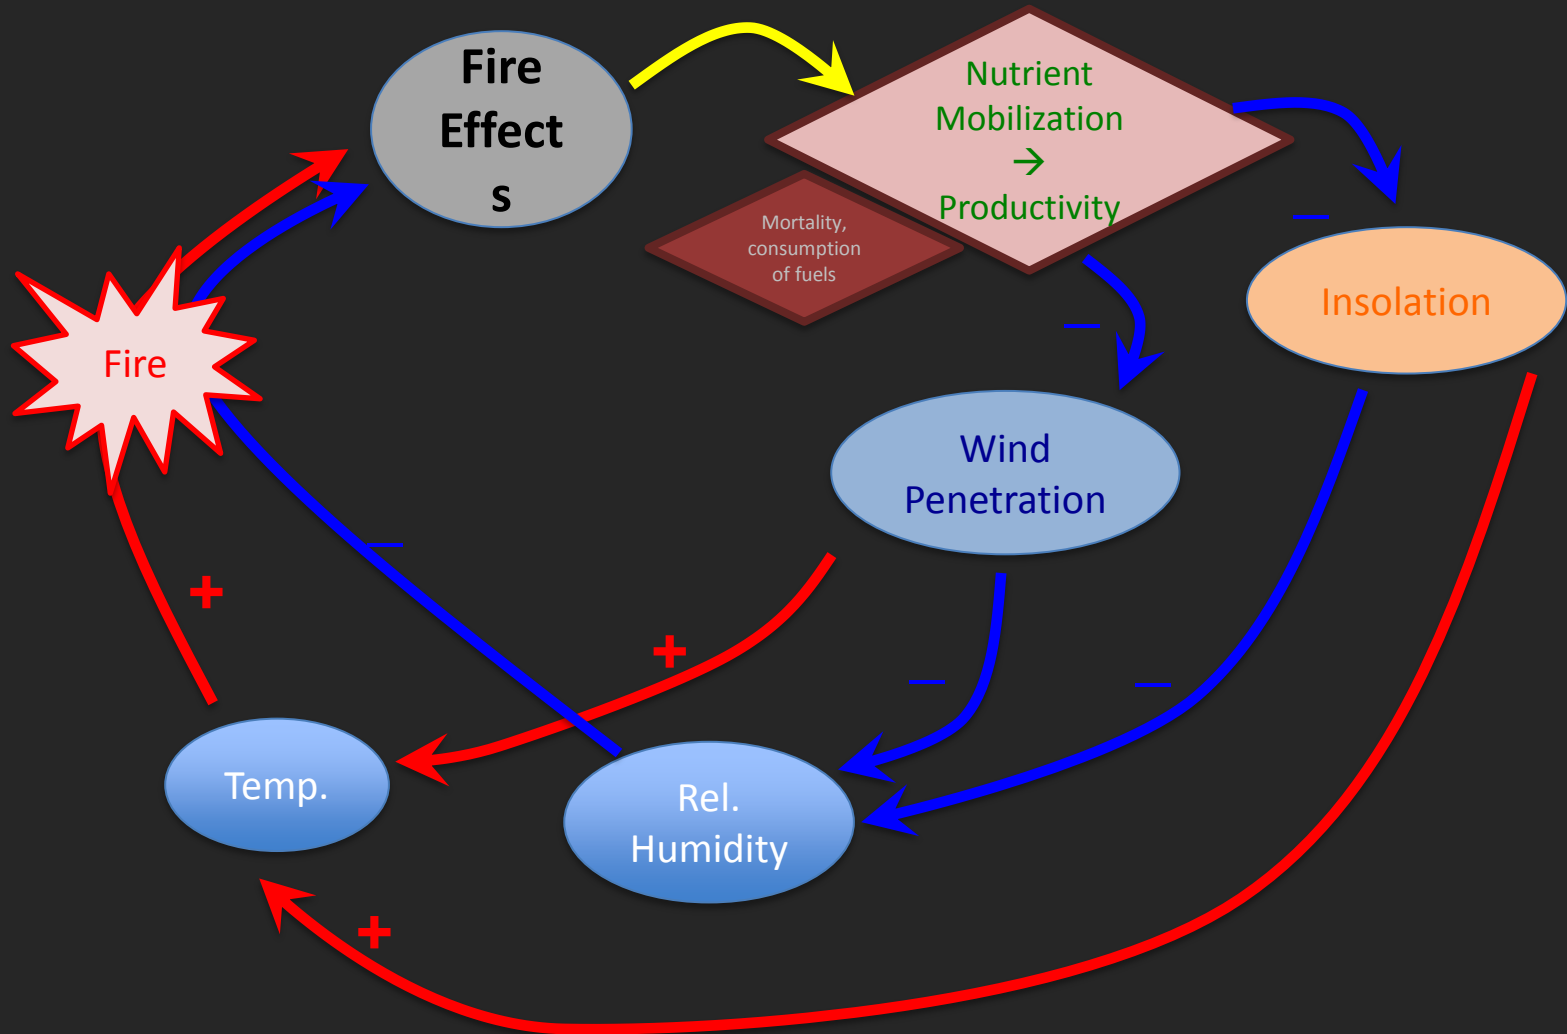 Fire
Effect
s
Nutrient
Mobilization
→
Productivity
Mortality,
consumption
of fuels
–
Insolation
–
Fire
Wind
Penetration
–
+
+
–
–
Temp.
Rel.
Humidity
+